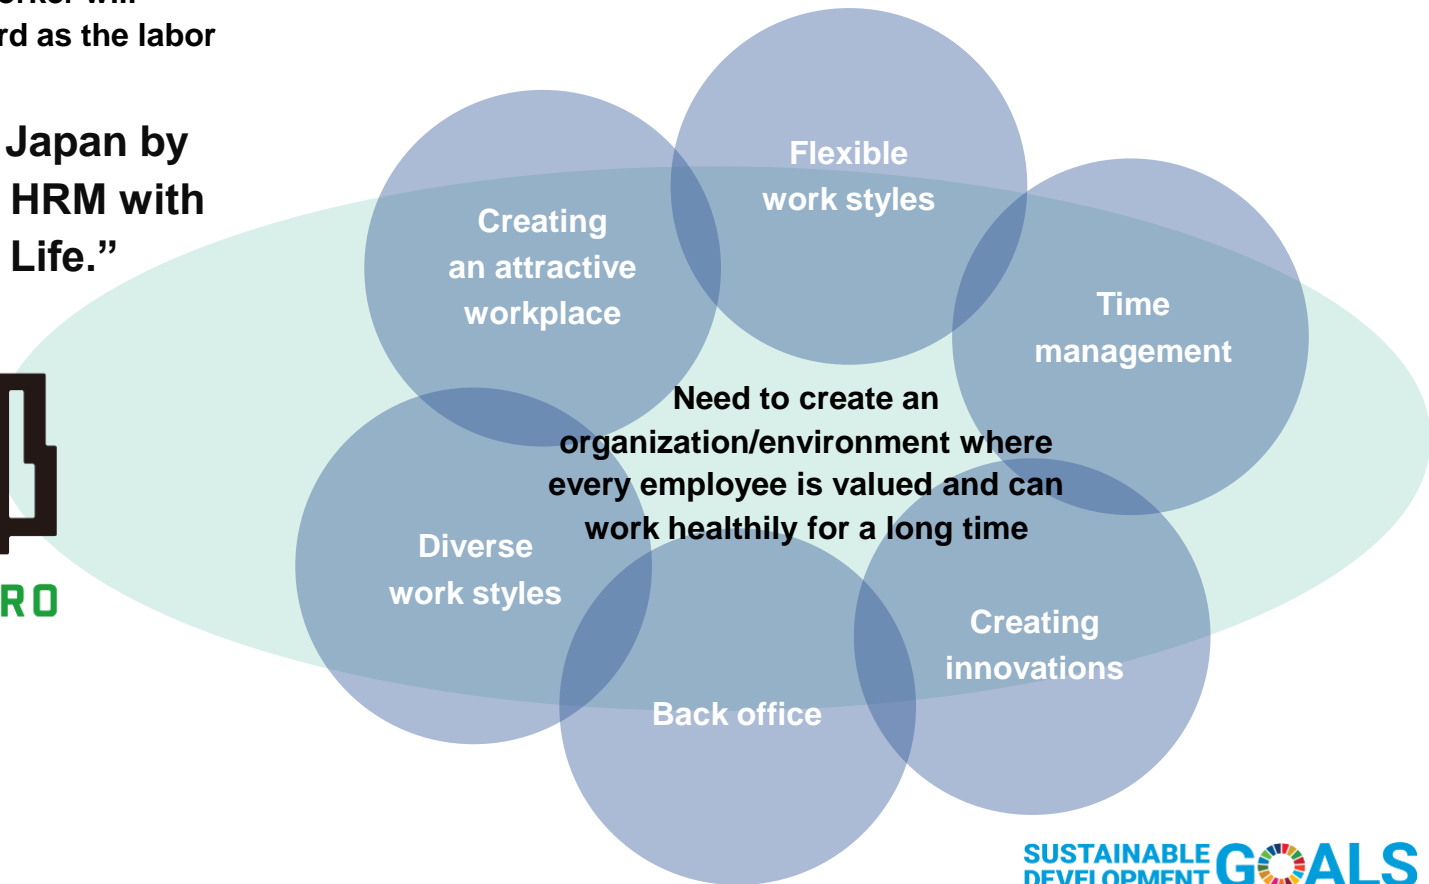 rd as the labor
Japan by
HRM with
Life.”
RO
Flexible
work styles
Creating
an attractive
workplace
Time
management
Need to create an
organization/environment where
every employee is valued and can
work healthily for a long time
Diverse
work styles
Creating
innovations
Back office
SUSTAINABLE
DEVELOPMENT
GOALS